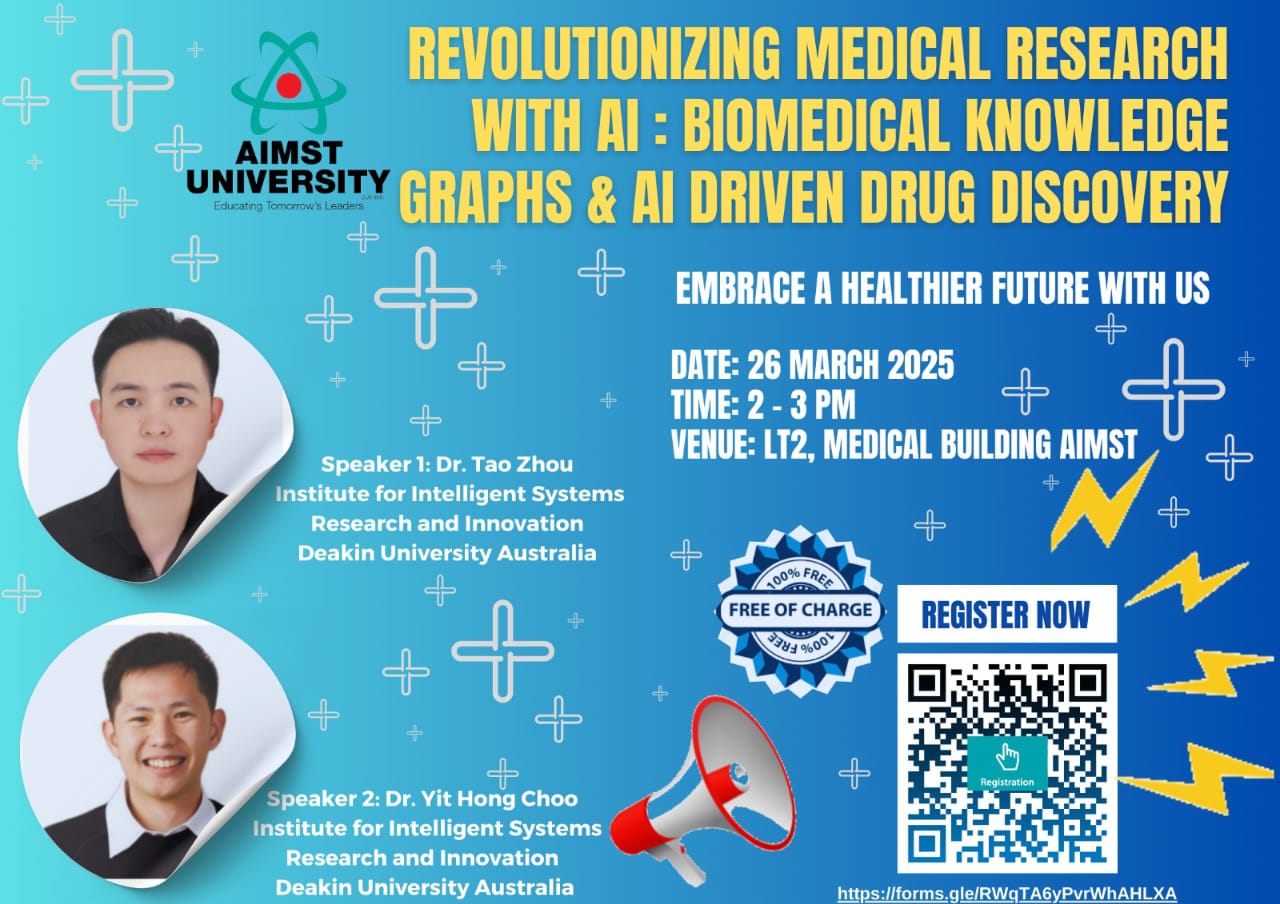 AIMST
UNIVERSITY
Educating Tomorrow's Leaders
REVOLUTIONIZING MEDICAL RESEARCH
WITH AI : BIOMEDICAL KNOWLEDGE
GRAPHS & AI DRIVEN DRUG DISCOVERY
EMBRACE A HEALTHIER FUTURE WITH US
DATE: 26 MARCH 2025
TIME: 2 - 3 PM
VENUE: LT2, MEDICAL BUILDING AIMST
Speaker 1: Dr. Tao Zhou
Institute for Intelligent Systems
Research and Innovation
Deakin University Australia
Speaker 2: Dr. Yit Hong Choo
Institute for Intelligent Systems
Research and Innovation
Deakin University Australia
100% FREE
FREE OF CHARGE
100% FREE
REGISTER NOW
Registration
https://forms.gle/RWqTA6yPvrWhAHLXA